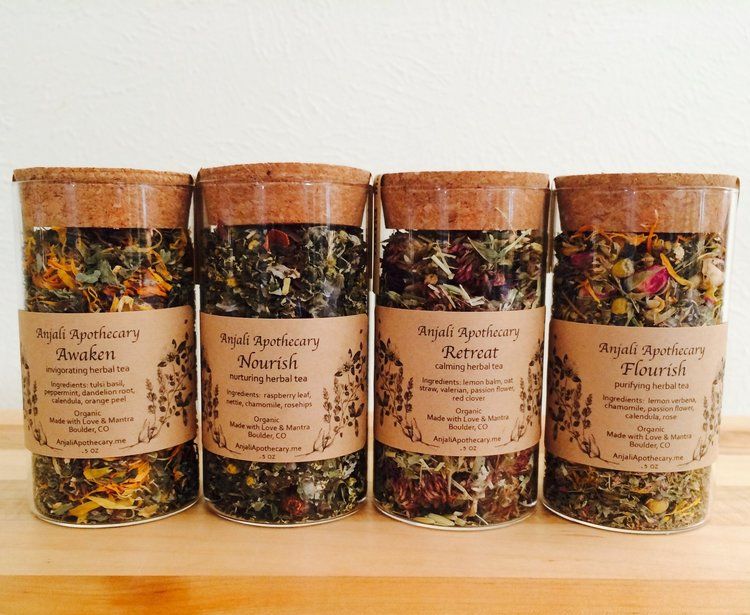 Anjali Apothecary
Awaken
invigorating herbal tea
Ingredients: tulsi basil,
peppermint, dandelion root,
calendula, orange peel
Organic
Made with Love & Mantra
Boulder, CO
AnjaliApothecary.me
.5 oz
Anjali Apothecary
Nourish
nurturing herbal tea
Ingredients: raspberry leaf,
nettle, chamomile, rosehips
Organic
Made with Love & Mantra
Boulder, CO
AnjaliApothecary.me
.5 oz
Anjali Apothecary
Retreat
calming herbal tea
Ingredients: lemon balm, oat
straw, valerian, passion flower,
red clover
Organic
Made with Love & Mantra
Boulder, CO
AnjaliApothecary.me
.5 oz
Anjali Apothecary
Flourish
purifying herbal tea
Ingredients: lemon verbena,
chamomile, passion flower,
calendula, rose
Organic
Made with Love & Mantra
Boulder, CO
AnjaliApothecary.me
.5 oz